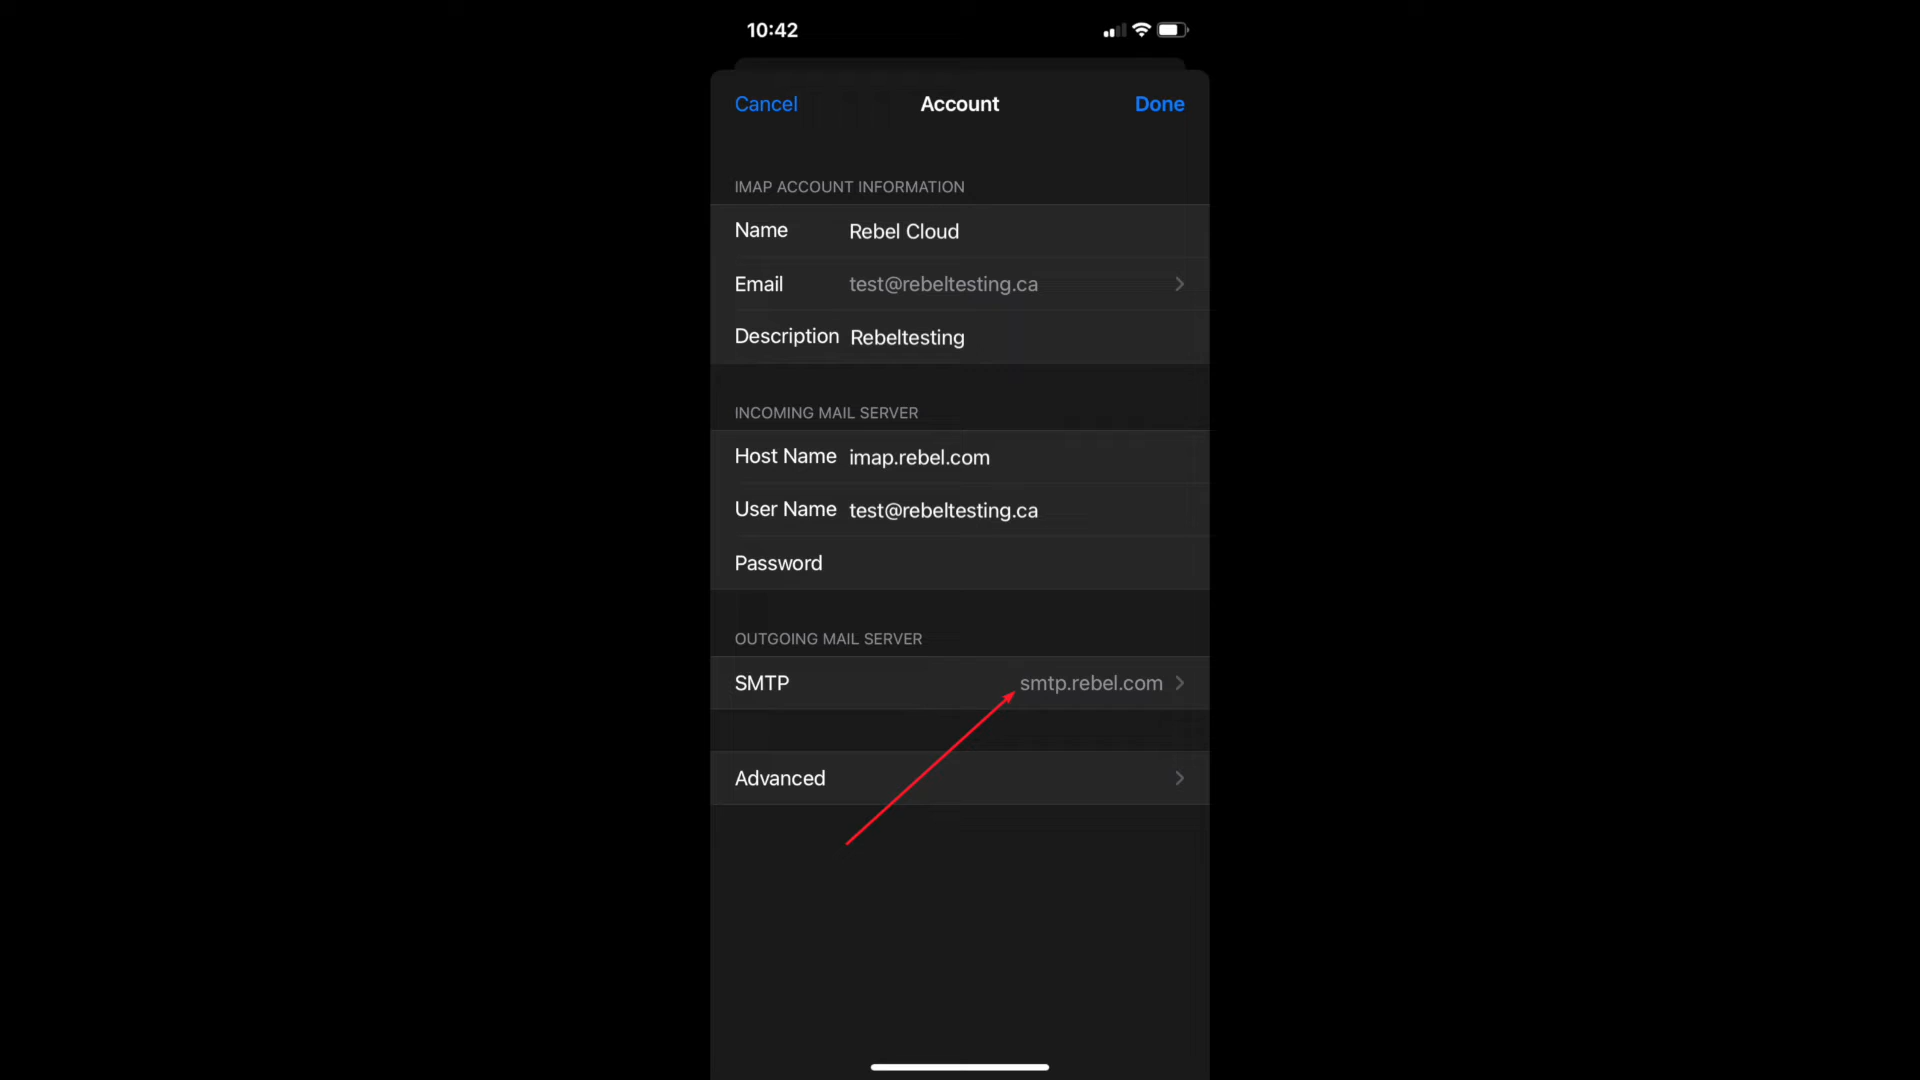 10:42
Cancel Account Done
IMAP ACCOUNT INFORMATION
Name Rebel Cloud
Email test@rebeltesting.ca
Description Rebeltesting
INCOMING MAIL SERVER
Host Name imap.rebel.com
User Name test@rebeltesting.ca
Password
OUTGOING MAIL SERVER
SMTP smtp.rebel.com
Advanced